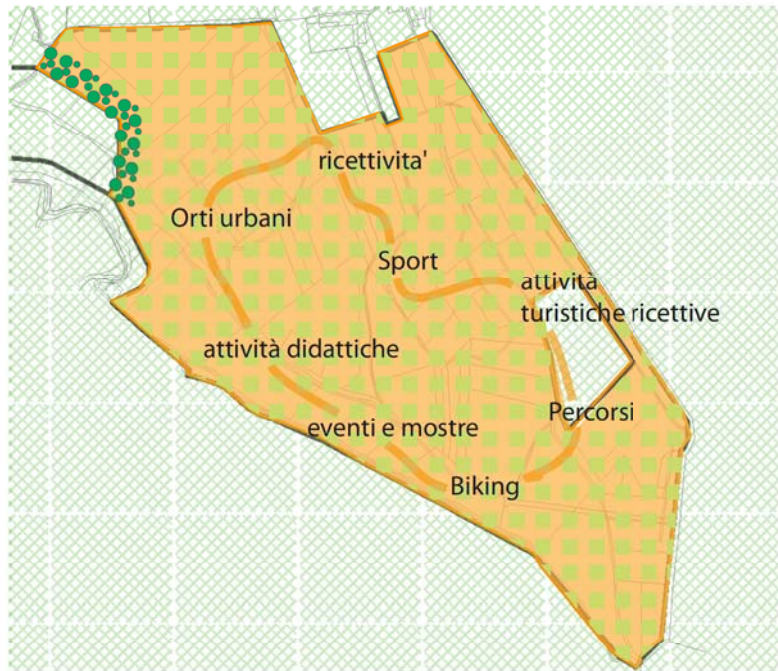 ricettivita'
Orti urbani
Sport
attività
turistiche ricettive
attività didattiche
Percorsi
eventi e mostre
Biking